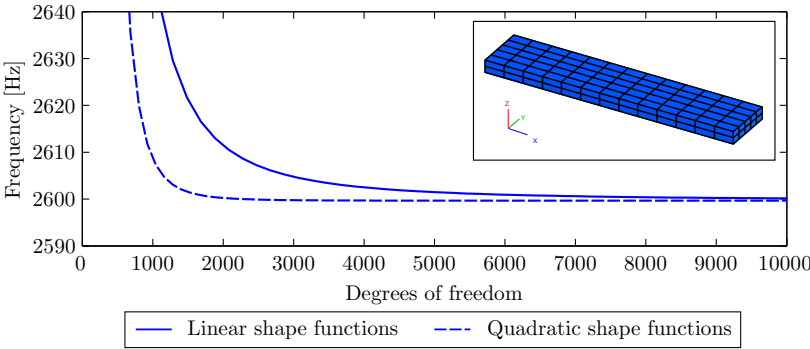 Frequency [Hz]
2640
2630
2620
2610
2600
2590
Z
Y
X
0 1000 2000 3000 4000 5000 6000 7000 8000 9000 10000
Degrees of freedom
Linear shape functions Quadratic shape functions